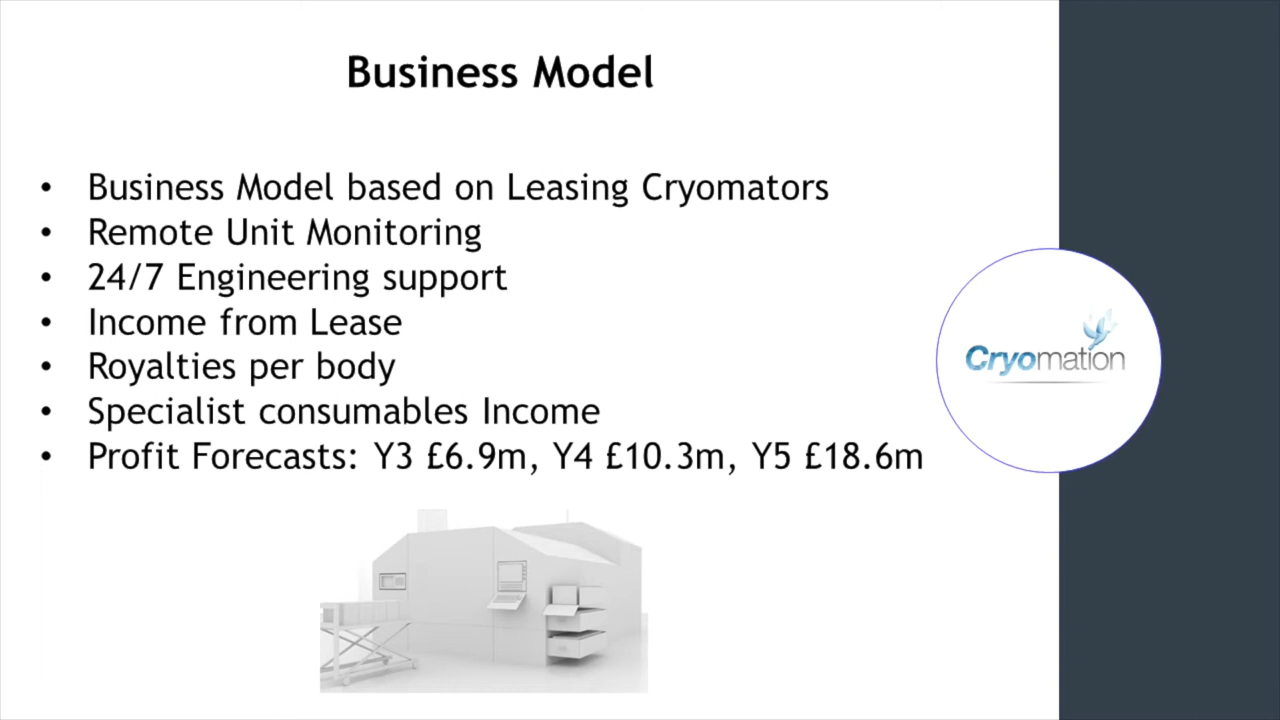 Business Model
• Business Model based on Leasing Cryomators
• Remote Unit Monitoring
• 24/7 Engineering support
• Income from Lease
• Royalties per body
• Specialist consumables Income
• Profit Forecasts: Y3 £6.9m, Y4 £10.3m, Y5 £18.6m
Cryomation